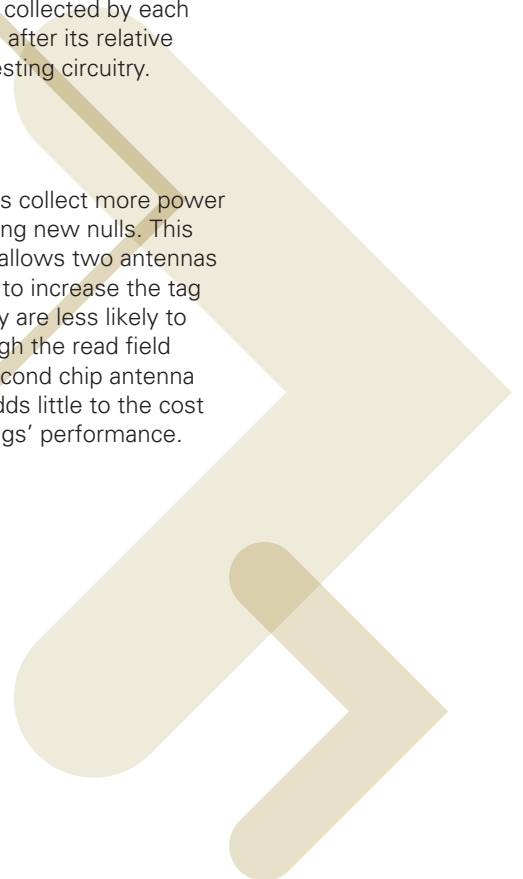 collected by each
after its relative
esting circuitry.
s collect more power
ng new nulls. This
allows two antennas
to increase the tag
y are less likely to
gh the read field
cond chip antenna
dds little to the cost
gs’ performance.